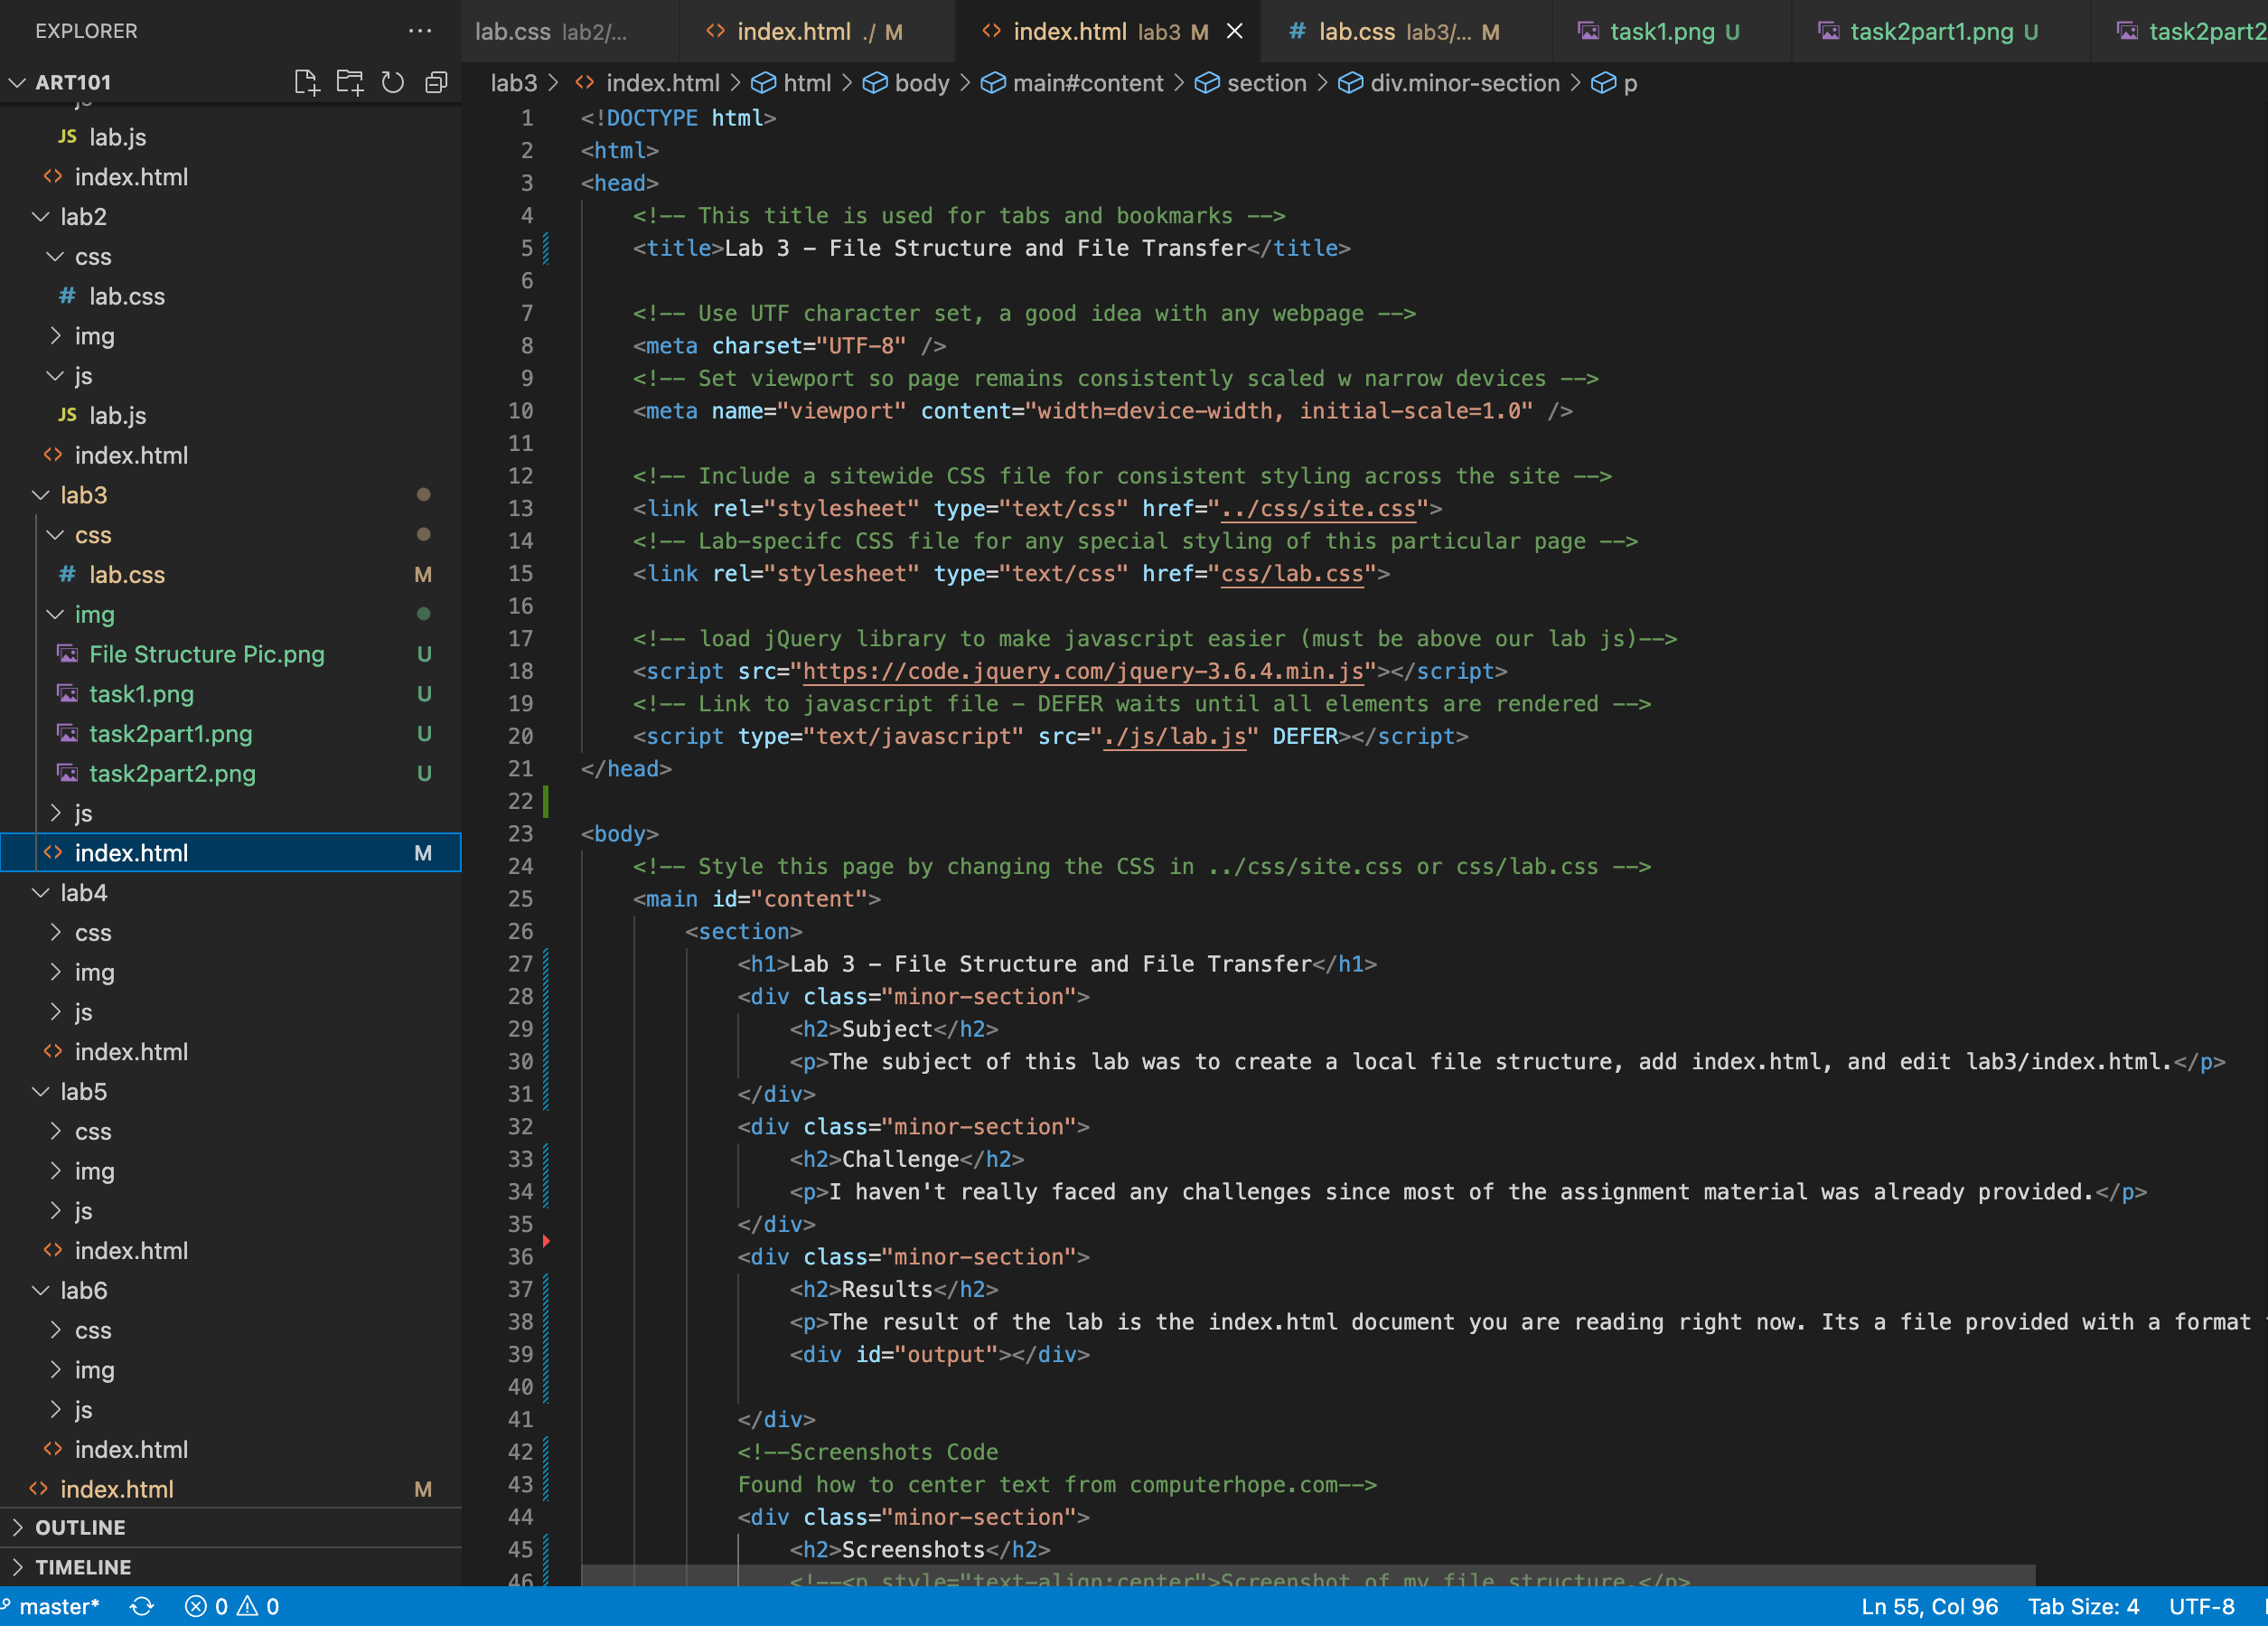 EXPLORER
ART101
js
JS lab.js
index.html
lab2
css
# lab.css
img
js
JS lab.js
index.html
lab3
css
# lab.css M
img
File Structure Pic.png U
task1.png U
task2part1.png U
task2part2.png U
js
index.html M
lab4
css
img
js
index.html
lab5
css
img
js
index.html
lab6
css
img
js
index.html
index.html M
OUTLINE
TIMELINE
lab.css lab2/... index.html ./ M index.html lab3 M # lab.css lab3/... M task1.png U task2part1.png U task2part2
lab3 > index.html > html > body > main#content > section > div.minor-section > p
1 <!DOCTYPE html>
2 <html>
3 <head>
4 <!-- This title is used for tabs and bookmarks -->
5 <title>Lab 3 - File Structure and File Transfer</title>
6
7 <!-- Use UTF character set, a good idea with any webpage -->
8 <meta charset="UTF-8" />
9 <!-- Set viewport so page remains consistently scaled w narrow devices -->
10 <meta name="viewport" content="width=device-width, initial-scale=1.0" />
11
12 <!-- Include a sitewide CSS file for consistent styling across the site -->
13 <link rel="stylesheet" type="text/css" href="../css/site.css">
14 <!-- Lab-specifc CSS file for any special styling of this particular page -->
15 <link rel="stylesheet" type="text/css" href="css/lab.css">
16
17 <!-- load jQuery library to make javascript easier (must be above our lab js)-->
18 <script src="https://code.jquery.com/jquery-3.6.4.min.js"></script>
19 <!-- Link to javascript file - DEFER waits until all elements are rendered -->
20 <script type="text/javascript" src="./js/lab.js" DEFER></script>
21 </head>
22
23 <body>
24 <!-- Style this page by changing the CSS in ../css/site.css or css/lab.css -->
25 <main id="content">
26 <section>
27 <h1>Lab 3 - File Structure and File Transfer</h1>
28 <div class="minor-section">
29 <h2>Subject</h2>
30 <p>The subject of this lab was to create a local file structure, add index.html, and edit lab3/index.html.</p>
31 </div>
32 <div class="minor-section">
33 <h2>Challenge</h2>
34 <p>I haven't really faced any challenges since most of the assignment material was already provided.</p>
35 </div>
36 <div class="minor-section">
37 <h2>Results</h2>
38 <p>The result of the lab is the index.html document you are reading right now. Its a file provided with a format
39 <div id="output"></div>
40
41 </div>
42 <!--Screenshots Code
43 Found how to center text from computerhope.com-->
44 <div class="minor-section">
45 <h2>Screenshots</h2>
46 <!--<p style="text-align:center">Screenshot of my file structure.</p>
master* 0 0 Ln 55, Col 96 Tab Size: 4 UTF-8